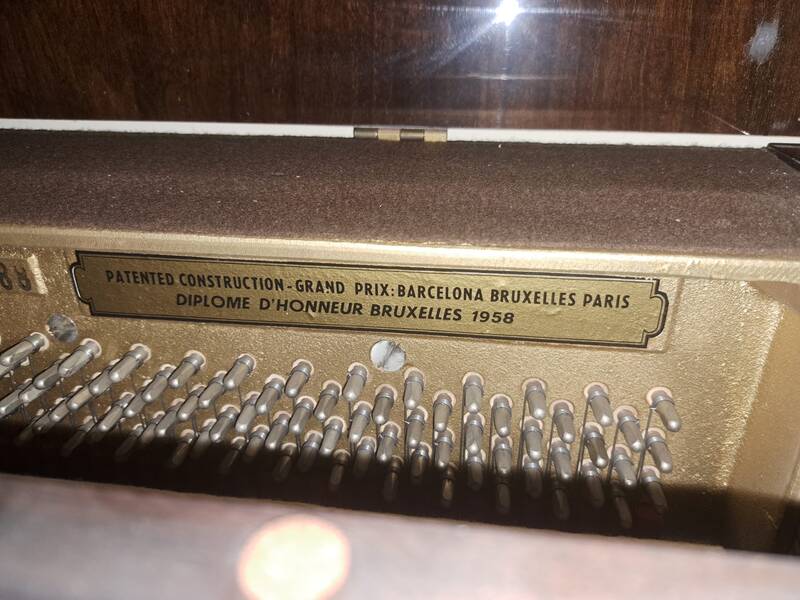 PATENTED CONSTRUCTION - GRAND PRIX: BARCELONA BRUXELLES PARIS
DIPLOME D'HONNEUR BRUXELLES 1958